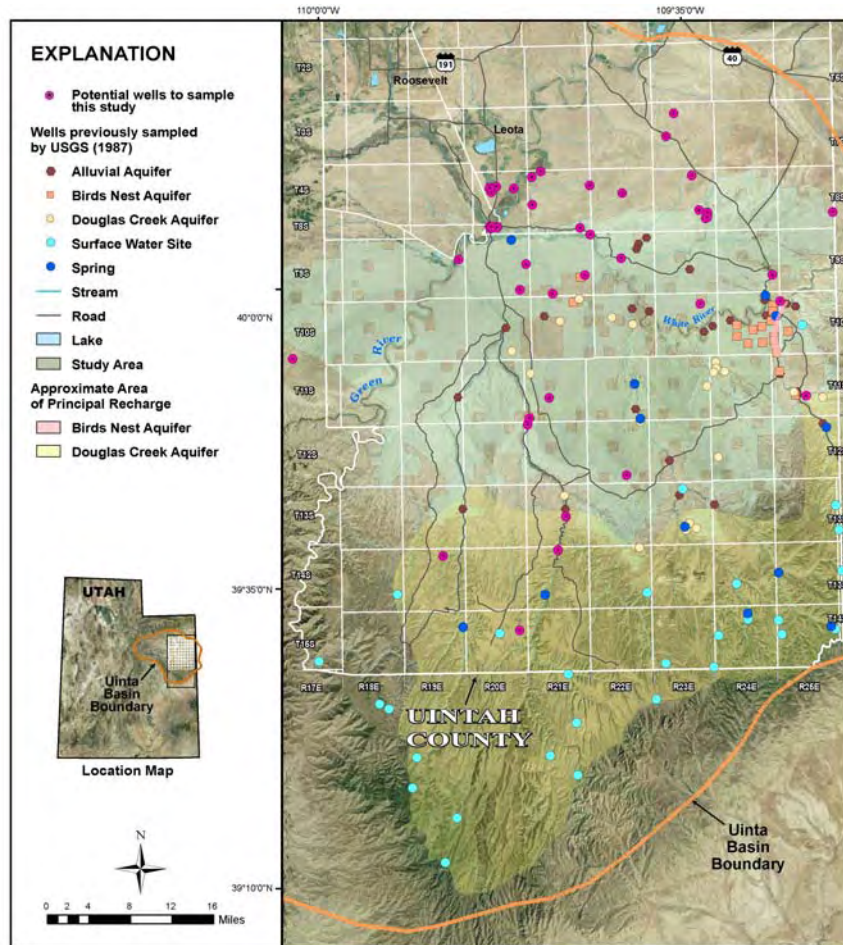 EXPLANATION
Potential wells to sample
this study
Wells previously sampled
by USGS (1987)
Alluvial Aquifer
Birds Nest Aquifer
Douglas Creek Aquifer
Surface Water Site
Spring
Stream
Road
Lake
Study Area
Approximate Area
of Principal Recharge
Birds Nest Aquifer
Douglas Creek Aquifer
UTAH
Uinta
Basin
Boundary
Location Map
N
0 2 4 8 12 16
Miles
110°0'0"W
109°35'0"W
40°0'0"N
39°35'0"N
39°10'0"N
191
40
Roosevelt
Leota
T2S
T3S
T4S
T8S
T9S
T10S
T11S
T12S
T13S
T14S
T15S
T6S
T8S
T9S
White River
Green River
R17E
R18E
R19E
R20E
R21E
R22E
R23E
R24E
R25E
UINTAH
COUNTY
Uinta
Basin
Boundary